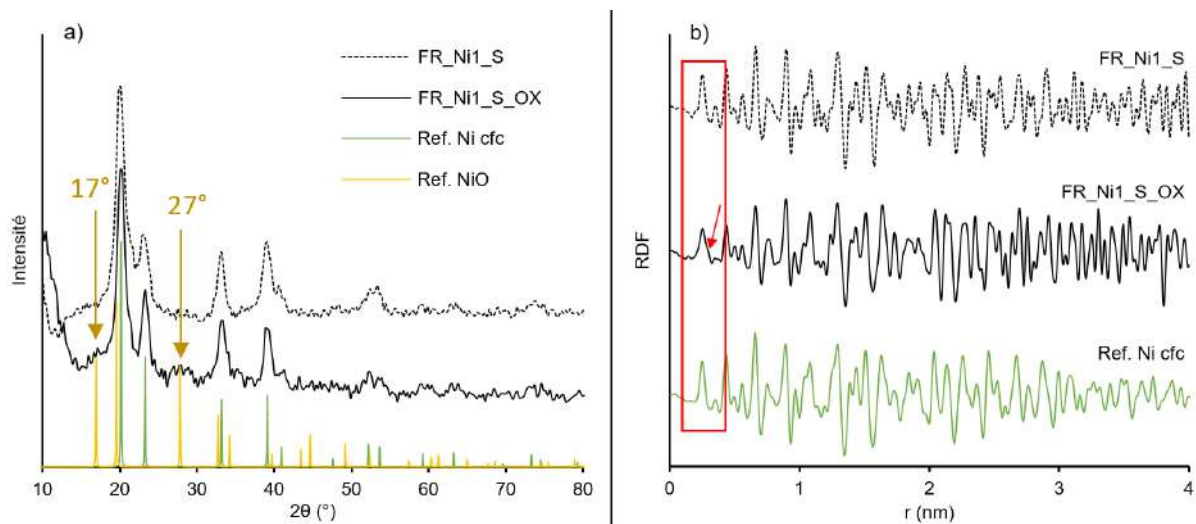 a)
FR_Ni1_S
FR_Ni1_S_OX
Ref. Ni cfc
Ref. NiO
17°
27°
Intensité
10 20 30 40 50 60 70 80
2θ (°)
b)
FR_Ni1_S
FR_Ni1_S_OX
Ref. Ni cfc
RDF
0 1 2 3 4
r (nm)